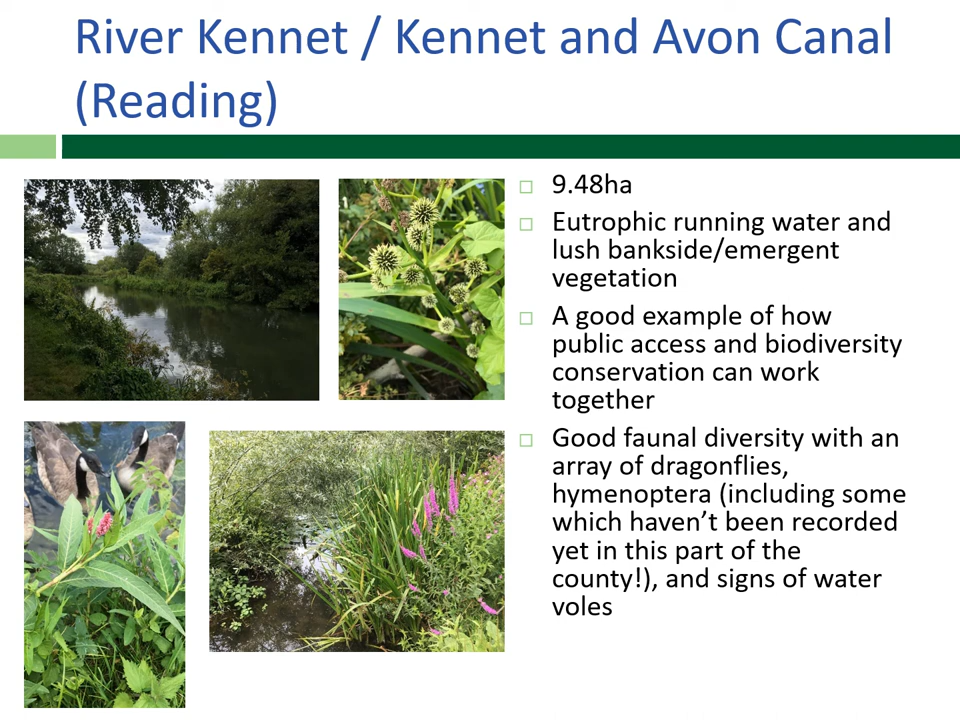 River Kennet / Kennet and Avon Canal
(Reading)
9.48ha
Eutrophic running water and
lush bankside/emergent
vegetation
A good example of how
public access and biodiversity
conservation can work
together
Good faunal diversity with an
array of dragonflies,
hymenoptera (including some
which haven’t been recorded
yet in this part of the
county!), and signs of water
voles